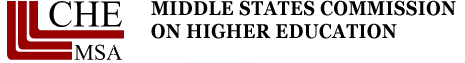 CHE
MSA
MIDDLE STATES COMMISSION
ON HIGHER EDUCATION